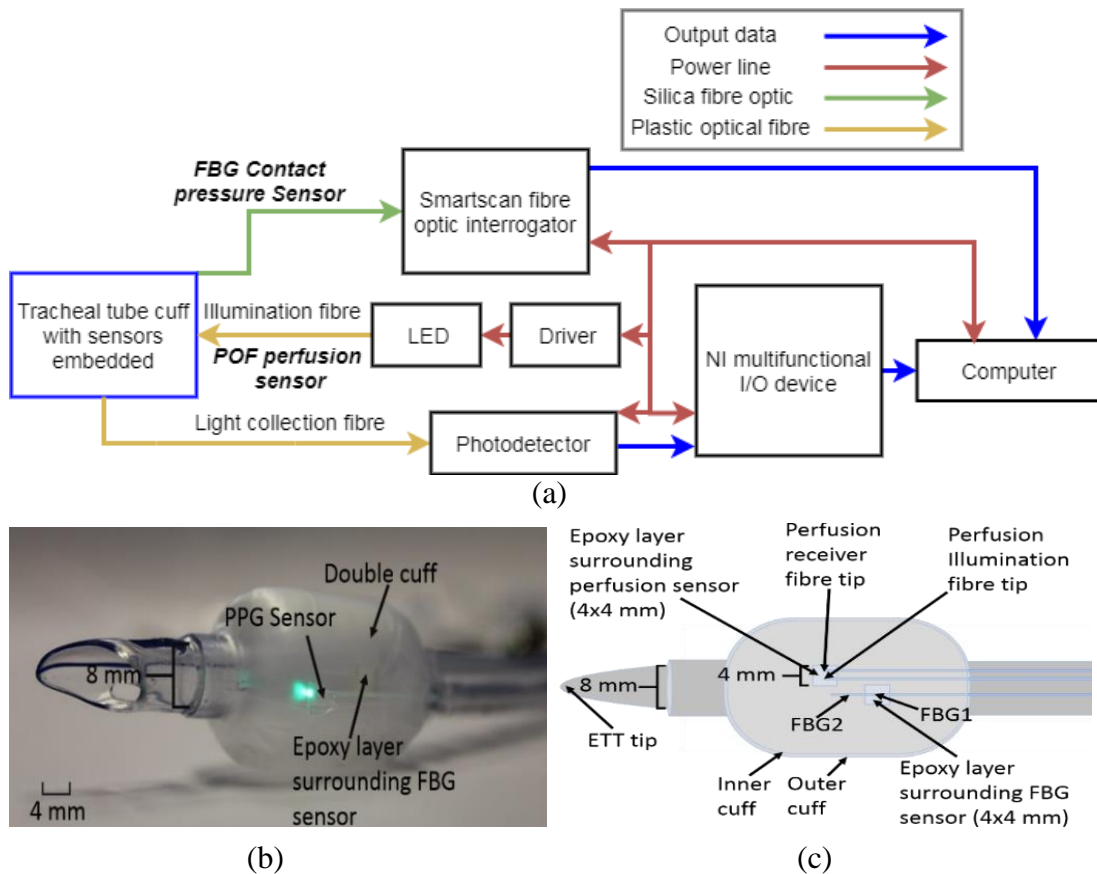 Output data
Power line
Silica fibre optic
Plastic optical fibre
FBG Contact
pressure Sensor
Smartscan fibre
optic interrogator
Tracheal tube cuff
with sensors
embedded
Illumination fibre
POF perfusion
sensor
LED
Driver
NI multifunctional
I/O device
Computer
Light collection fibre
Photodetector
(a)
Double cuff
PPG Sensor
8 mm
Epoxy layer
surrounding FBG
sensor
4 mm
(b)
Epoxy layer
surrounding
perfusion sensor
(4x4 mm)
Perfusion
receiver
fibre tip
Perfusion
Illumination
fibre tip
8 mm
4 mm
FBG2
FBG1
ETT tip
Inner
cuff
Outer
cuff
Epoxy layer
surrounding FBG
sensor (4x4 mm)
(c)